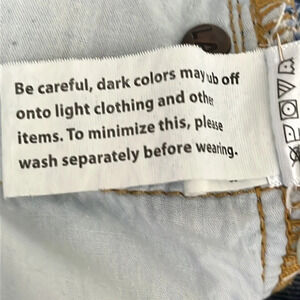 Be careful, dark colors may ub off
onto light clothing and other
items. To minimize this, please
wash separately before wearing.